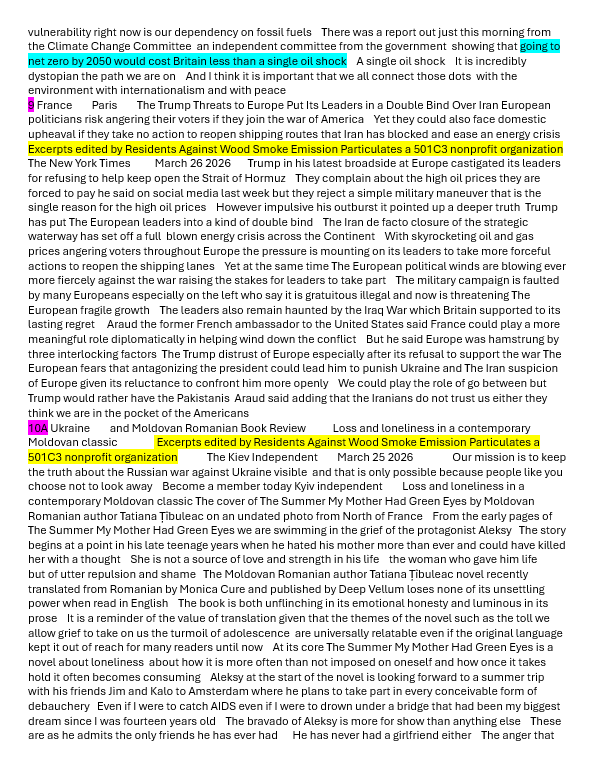 vulnerability right now is our dependency on fossil fuels There was a report out just this morning from
the Climate Change Committee an independent committee from the government showing that going to
net zero by 2050 would cost Britain less than a single oil shock A single oil shock It is incredibly
dystopian the path we are on And I think it is important that we all connect those dots with the
environment with internationalism and with peace
9 France Paris The Trump Threats to Europe Put Its Leaders in a Double Bind Over Iran European
politicians risk angering their voters if they join the war of America Yet they could also face domestic
upheaval if they take no action to reopen shipping routes that Iran has blocked and ease an energy crisis
Excerpts edited by Residents Against Wood Smoke Emission Particulates a 501C3 nonprofit organization
The New York Times March 26 2026 Trump in his latest broadside at Europe castigated its leaders
for refusing to help keep open the Strait of Hormuz They complain about the high oil prices they are
forced to pay he said on social media last week but they reject a simple military maneuver that is the
single reason for the high oil prices However impulsive his outburst it pointed up a deeper truth Trump
has put The European leaders into a kind of double bind The Iran de facto closure of the strategic
waterway has set off a full blown energy crisis across the Continent With skyrocketing oil and gas
prices angering voters throughout Europe the pressure is mounting on its leaders to take more forceful
actions to reopen the shipping lanes Yet at the same time The European political winds are blowing ever
more fiercely against the war raising the stakes for leaders to take part The military campaign is faulted
by many Europeans especially on the left who say it is gratuitous illegal and now is threatening The
European fragile growth The leaders also remain haunted by the Iraq War which Britain supported to its
lasting regret Araud the former French ambassador to the United States said France could play a more
meaningful role diplomatically in helping wind down the conflict But he said Europe was hamstrung by
three interlocking factors The Trump distrust of Europe especially after its refusal to support the war The
European fears that antagonizing the president could lead him to punish Ukraine and The Iran suspicion
of Europe given its reluctance to confront him more openly We could play the role of go between but
Trump would rather have the Pakistanis Araud said adding that the Iranians do not trust us either they
think we are in the pocket of the Americans
10A Ukraine and Moldovan Romanian Book Review Loss and loneliness in a contemporary
Moldovan classic Excerpts edited by Residents Against Wood Smoke Emission Particulates a
501C3 nonprofit organization The Kiev Independent March 25 2026 Our mission is to keep
the truth about the Russian war against Ukraine visible and that is only possible because people like you
choose not to look away Become a member today Kyiv independent Loss and loneliness in a
contemporary Moldovan classic The cover of The Summer My Mother Had Green Eyes by Moldovan
Romanian author Tatiana Țîbuleac on an undated photo from North of France From the early pages of
The Summer My Mother Had Green Eyes we are swimming in the grief of the protagonist Aleksy The story
begins at a point in his late teenage years when he hated his mother more than ever and could have killed
her with a thought She is not a source of love and strength in his life the woman who gave him life
but of utter repulsion and shame The Moldovan Romanian author Tatiana Țîbuleac novel recently
translated from Romanian by Monica Cure and published by Deep Vellum loses none of its unsettling
power when read in English The book is both unflinching in its emotional honesty and luminous in its
prose It is a reminder of the value of translation given that the themes of the novel such as the toll we
allow grief to take on us the turmoil of adolescence are universally relatable even if the original language
kept it out of reach for many readers until now At its core The Summer My Mother Had Green Eyes is a
novel about loneliness about how it is more often than not imposed on oneself and how once it takes
hold it often becomes consuming Aleksy at the start of the novel is looking forward to a summer trip
with his friends Jim and Kalo to Amsterdam where he plans to take part in every conceivable form of
debauchery Even if I were to catch AIDS even if I were to drown under a bridge that had been my biggest
dream since I was fourteen years old The bravado of Aleksy is more for show than anything else These
are as he admits the only friends he has ever had He has never had a girlfriend either The anger that